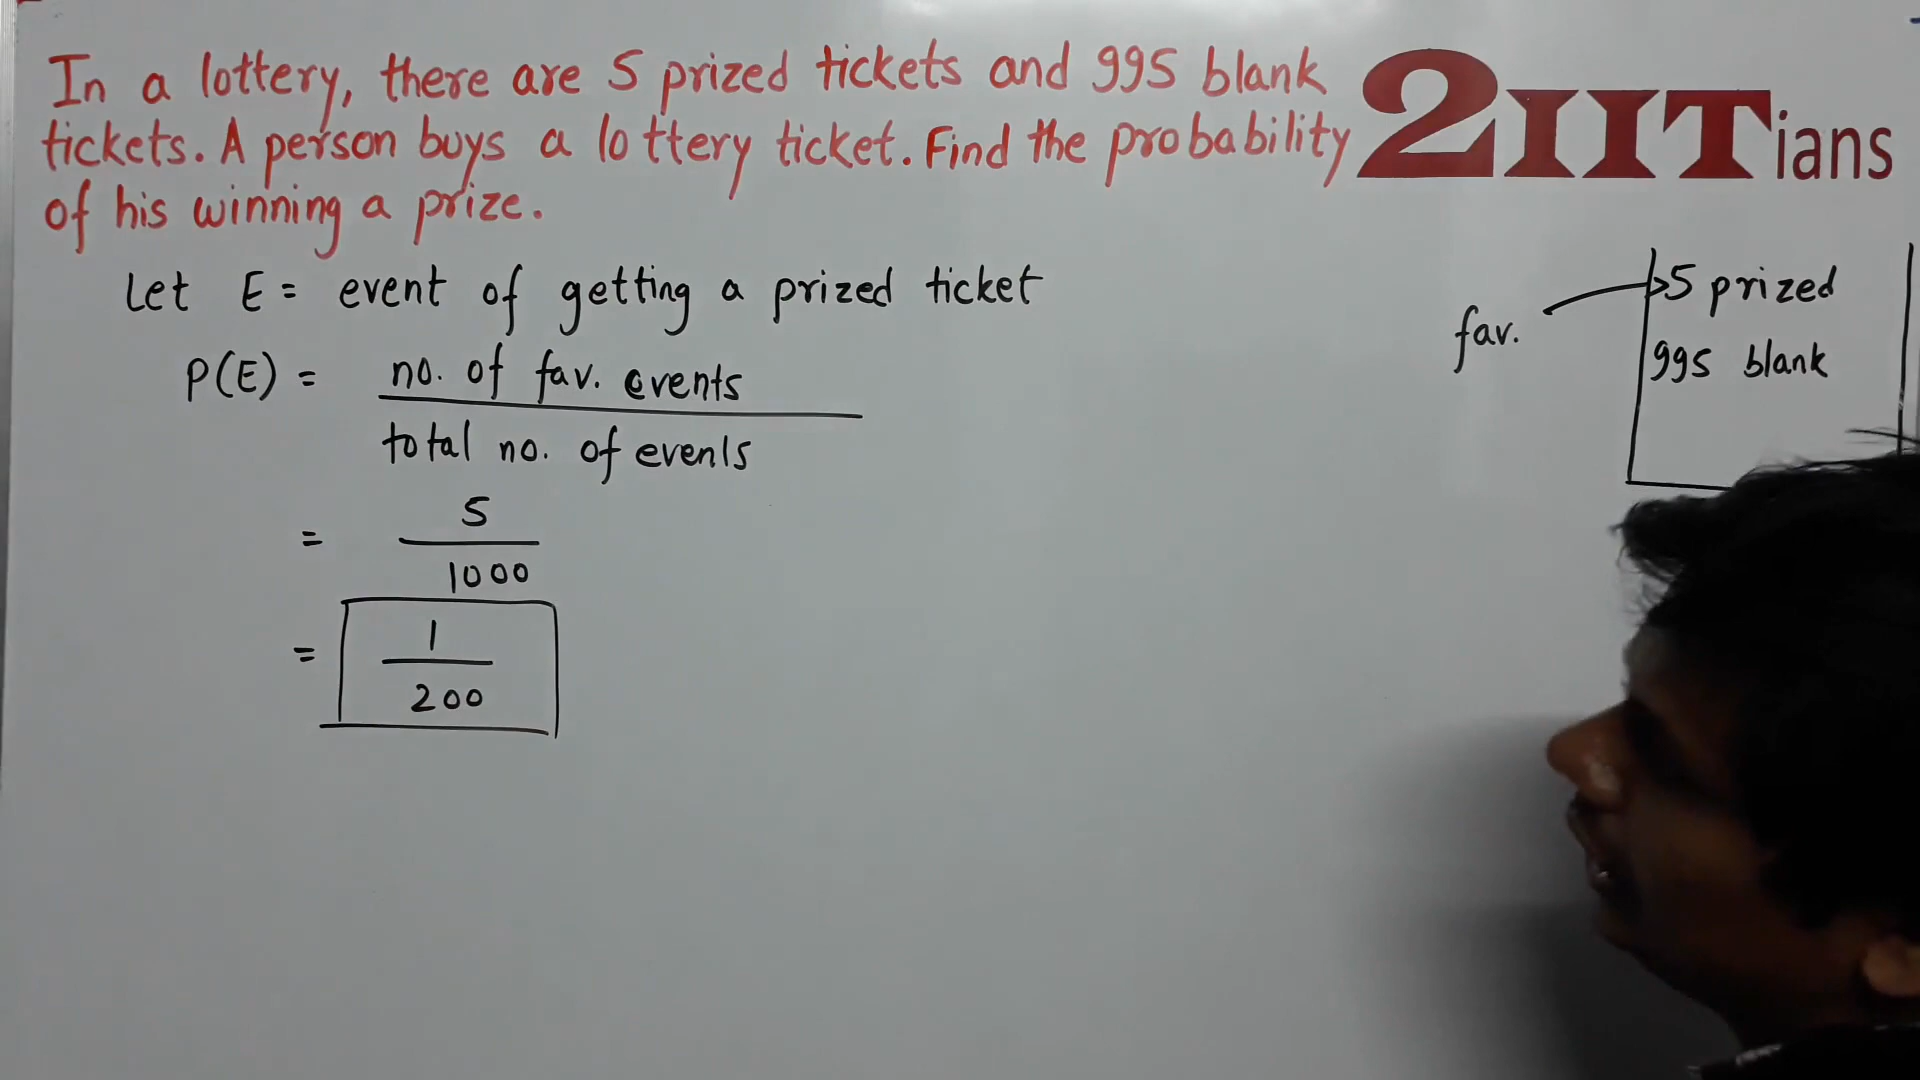 In a lottery, there are 5 prized tickets and 995 blank
tickets. A person buys a lottery ticket. Find the probability
of his winning a prize.
2IITians
Let E = event of getting a prized ticket
P(E) = no. of fav. events
total no. of events
= 5
1000
= 1
200
fav.
5 prized
995 blank